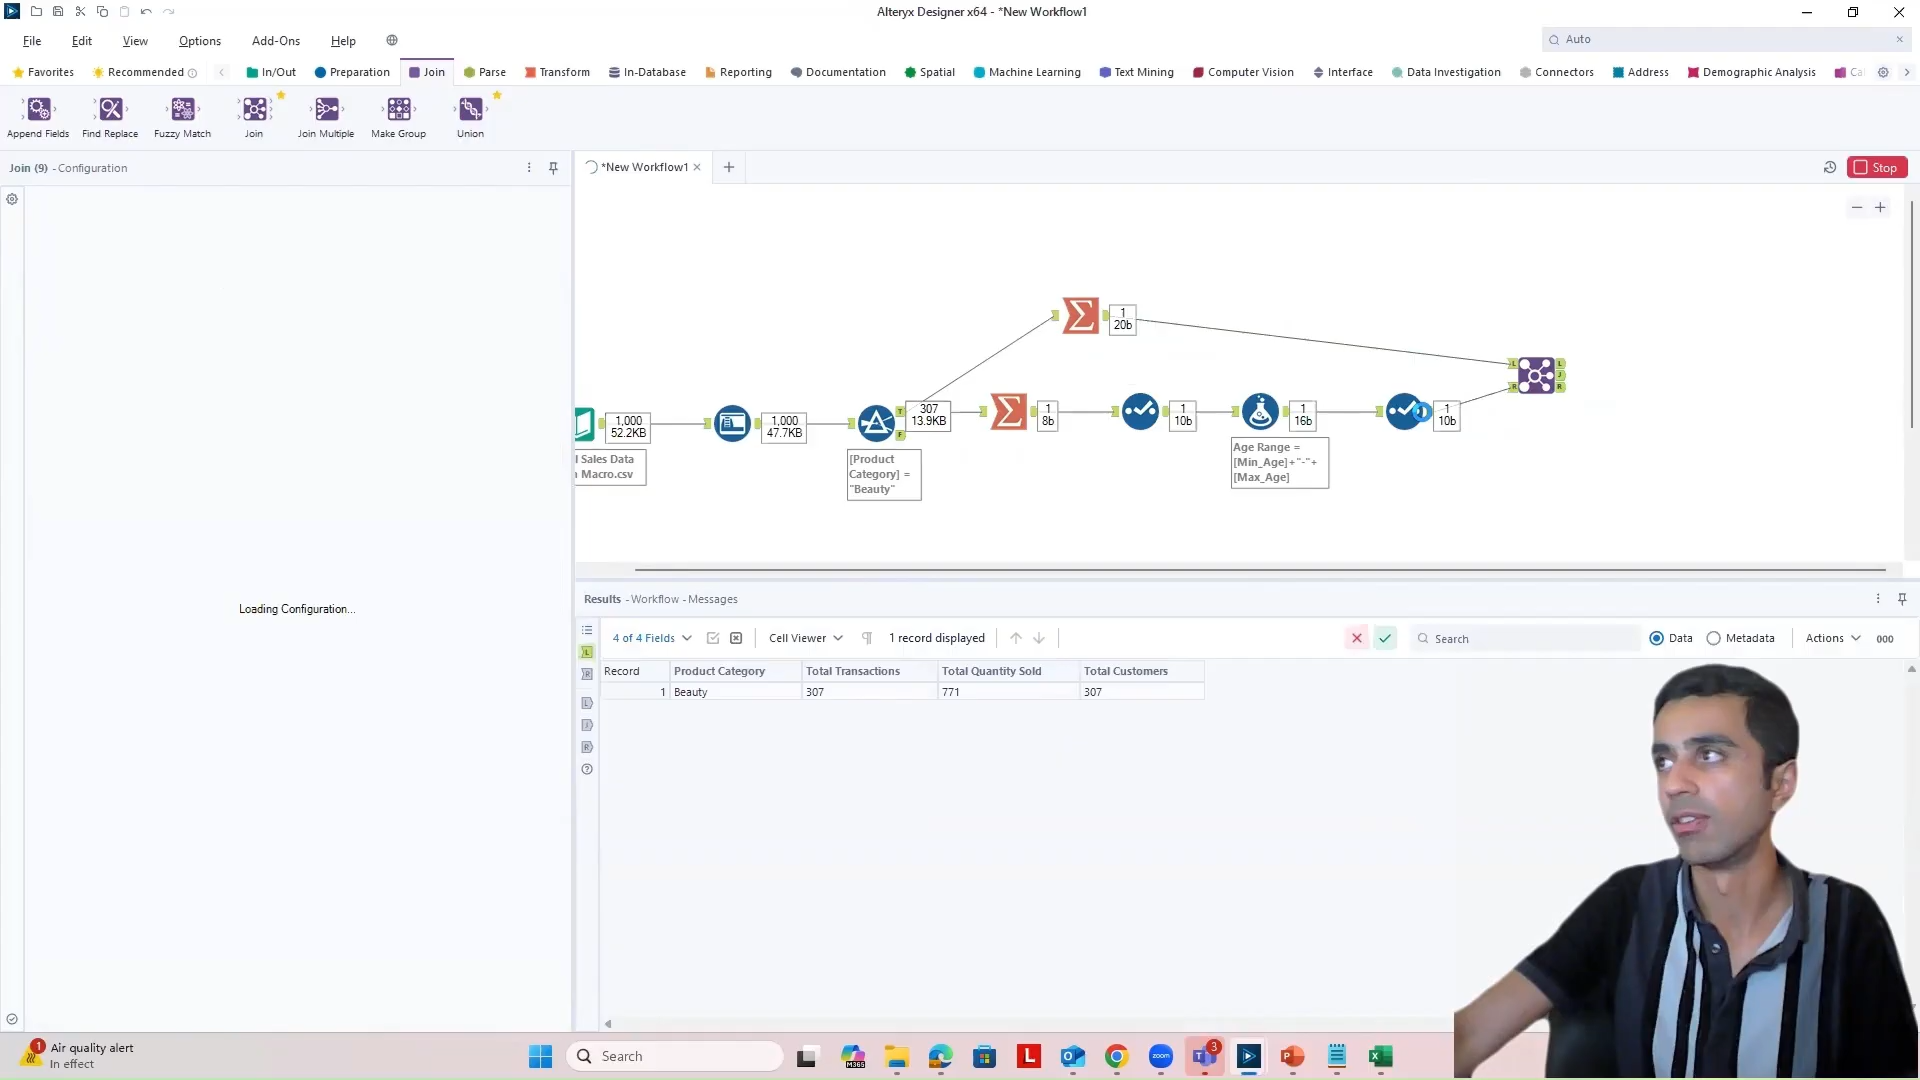 Alteryx Designer x64 - *New Workflow1
File Edit View Options Add-Ons Help
Auto
Favorites Recommended In/Out Preparation Join Parse Transform In-Database Reporting Documentation Spatial Machine Learning Text Mining Computer Vision Interface Data Investigation Connectors Address Demographic Analysis
Append Fields Find Replace Fuzzy Match Join Join Multiple Make Group Union
Join (9) - Configuration
*New Workflow1
Stop
1
20b
L
L
J
R
R
1,000
52.2KB
1,000
47.7KB
T
F
307
13.9KB
1
8b
1
10b
1
16b
1
10b
l Sales Data
Macro.csv
[Product
Category] =
"Beauty"
Age Range =
[Min_Age]+"-"+
[Max_Age]
Loading Configuration...
Results - Workflow - Messages
4 of 4 Fields Cell Viewer 1 record displayed Search Data Metadata Actions 000
Record Product Category Total Transactions Total Quantity Sold Total Customers
1 Beauty 307 771 307
L
R
L
J
R
1
Air quality alert
In effect
Search
M365
L
zoom
3